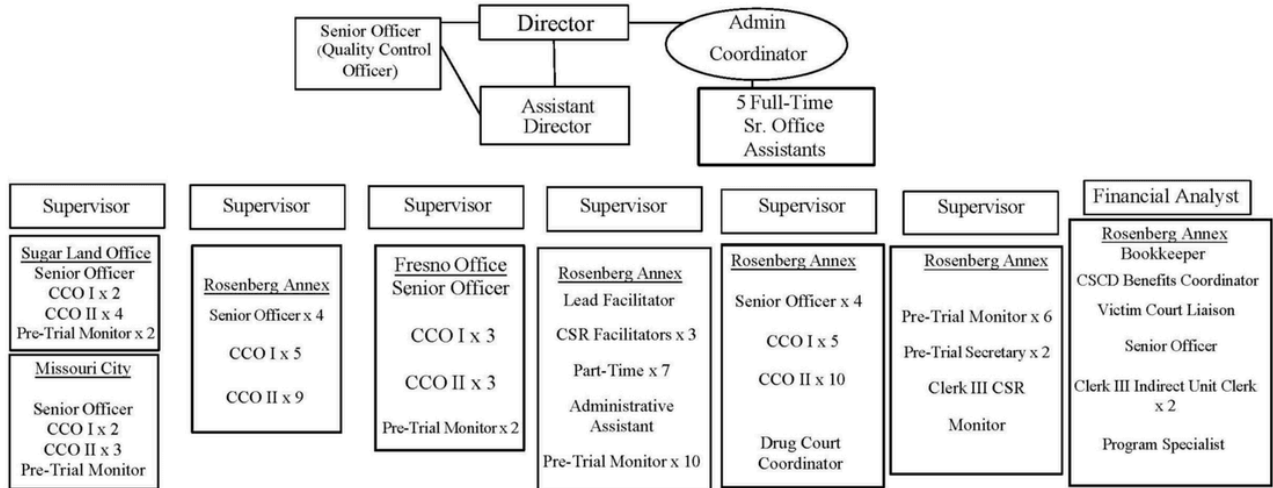 Director
Senior Officer
(Quality Control
Officer)
Admin
Coordinator
Assistant
Director
5 Full-Time
Sr. Office
Assistants
Supervisor
Sugar Land Office
Senior Officer
CCO I x 2
CCO II x 4
Pre-Trial Monitor x 2
Missouri City
Senior Officer
CCO I x 2
CCO II x 3
Pre-Trial Monitor
Supervisor
Rosenberg Annex
Senior Officer x 4
CCO I x 5
CCO II x 9
Supervisor
Fresno Office
Senior Officer
CCO I x 3
CCO II x 3
Pre-Trial Monitor x 2
Supervisor
Rosenberg Annex
Lead Facilitator
CSR Facilitators x 3
Part-Time x 7
Administrative
Assistant
Pre-Trial Monitor x 10
Supervisor
Rosenberg Annex
Senior Officer x 4
CCO I x 5
CCO II x 10
Drug Court
Coordinator
Supervisor
Rosenberg Annex
Pre-Trial Monitor x 6
Pre-Trial Secretary x 2
Clerk III CSR
Monitor
Financial Analyst
Rosenberg Annex
Bookkeeper
CSCD Benefits Coordinator
Victim Court Liaison
Senior Officer
Clerk III Indirect Unit Clerk
x 2
Program Specialist